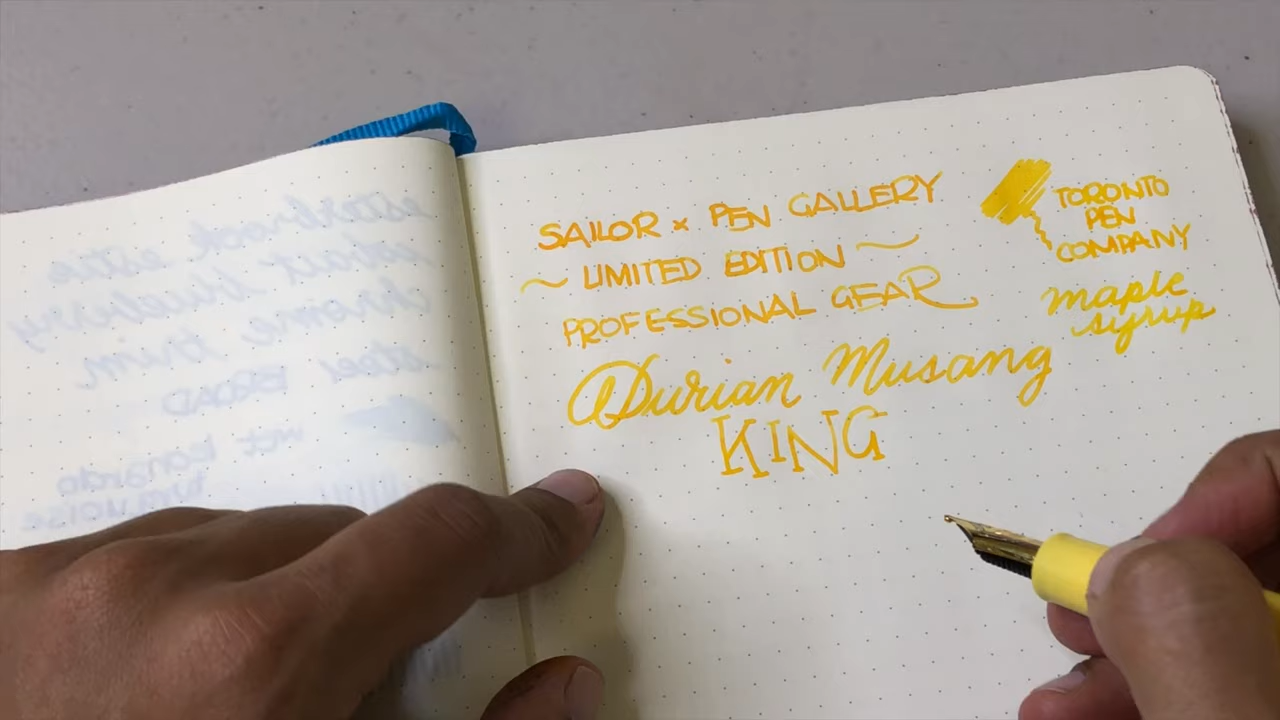 SAILOR × PEN GALLERY
~ LIMITED EDITION ~
PROFESSIONAL GEAR
Durian Musang
KING
TORONTO
PEN
COMPANY
maple
syrup